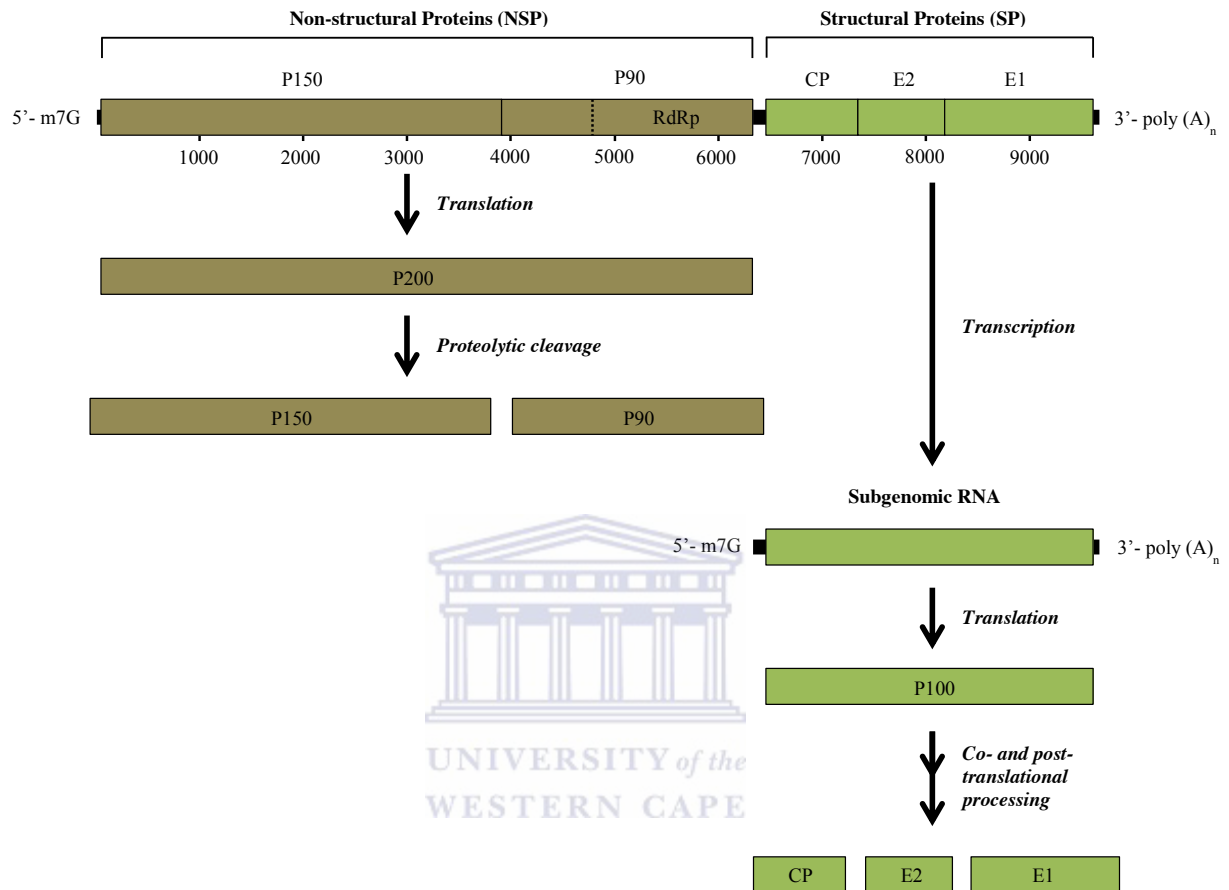 Non-structural Proteins (NSP)
Structural Proteins (SP)
P150
P90
CP
E2
E1
5’- m7G
RdRp
3’- poly (A)n
1000
2000
3000
4000
5000
6000
7000
8000
9000
Translation
P200
Proteolytic cleavage
Transcription
P150
P90
Subgenomic RNA
5’- m7G
3’- poly (A)n
Translation
P100
Co- and post-
translational
processing
UNIVERSITY of the
WESTERN CAPE
CP
E2
E1